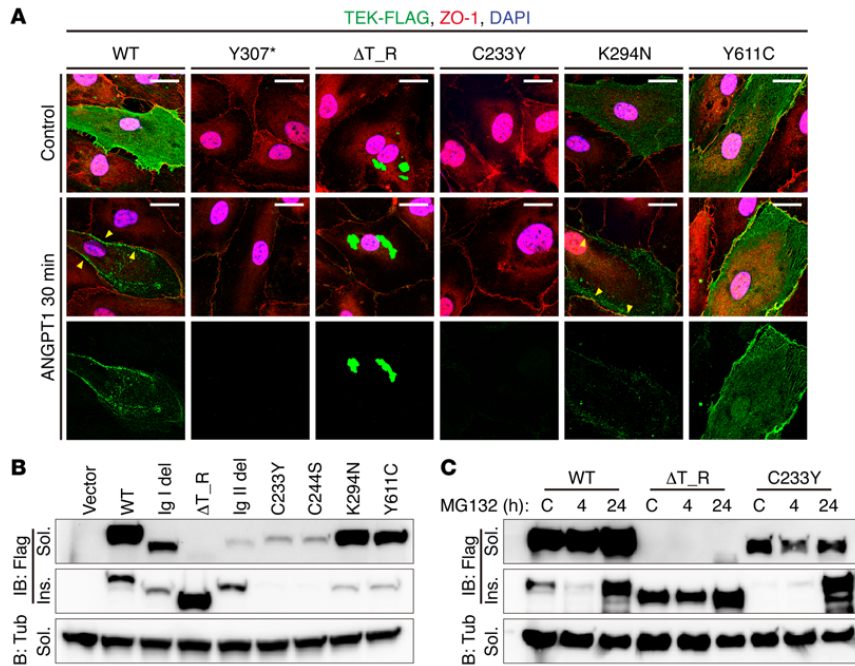 A
TEK-FLAG, ZO-1, DAPI
WT Y307* ΔT_R C233Y K294N Y611C
Control
ANGPT1 30 min
B
Vector WT Ig I del ΔT_R Ig II del C233Y C244S K294N Y611C
IB: Flag
Sol.
Ins.
B: Tub
Sol.
C
WT ΔT_R C233Y
MG132 (h): C 4 24 C 4 24 C 4 24
IB: Flag
Sol.
Ins.
B: Tub
Sol.